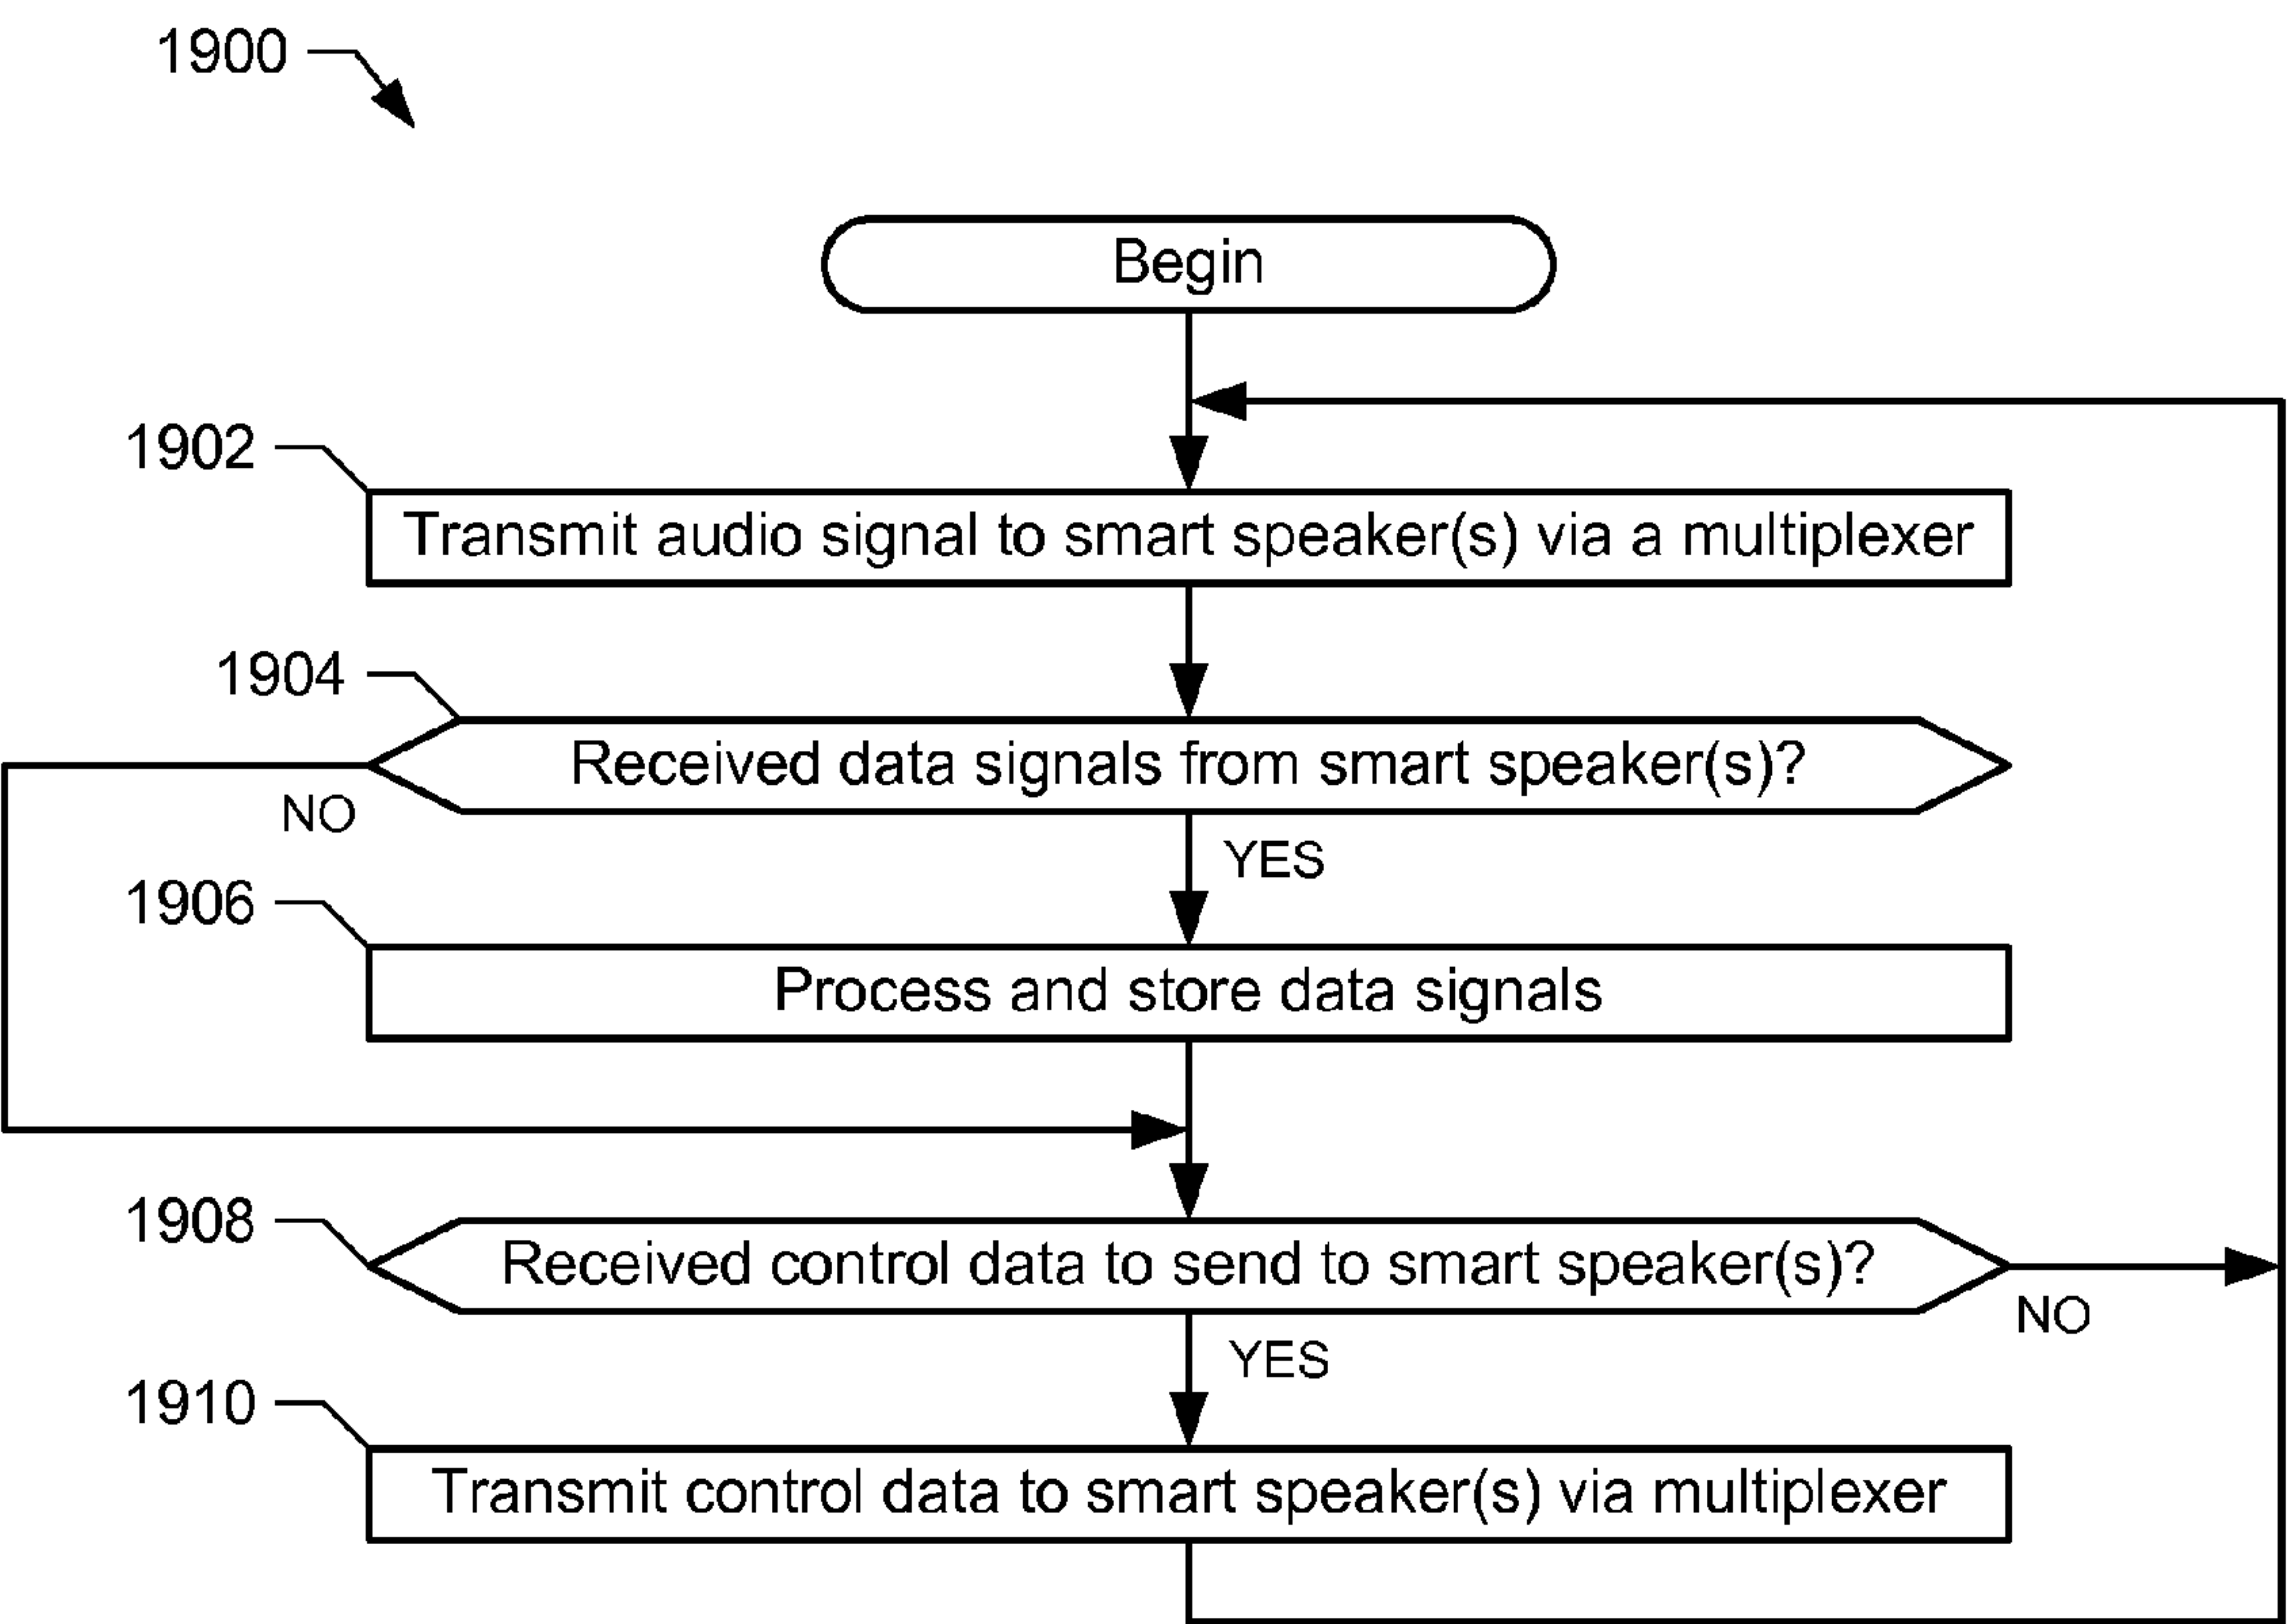 1900
Begin
1902
Transmit audio signal to smart speaker(s) via a multiplexer
1904
Received data signals from smart speaker(s)?
NO
YES
1906
Process and store data signals
1908
Received control data to send to smart speaker(s)?
NO
YES
1910
Transmit control data to smart speaker(s) via multiplexer